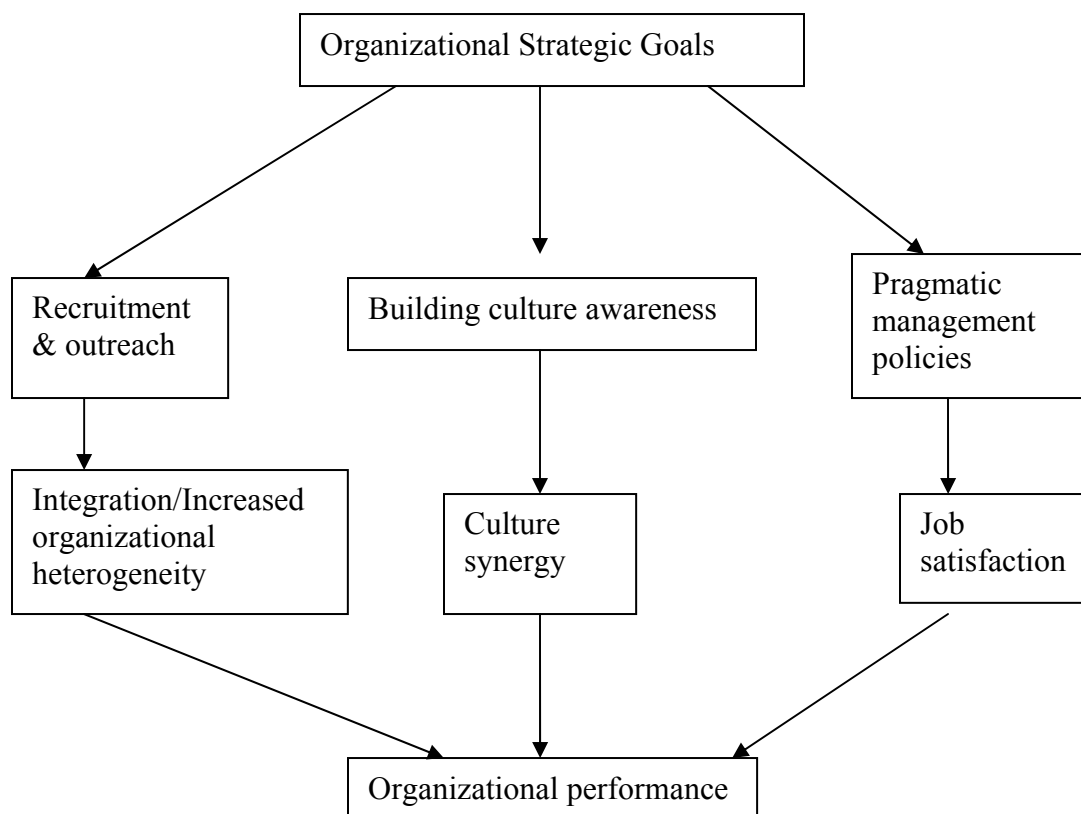 Organizational Strategic Goals
Recruitment
& outreach
Building culture awareness
Pragmatic
management
policies
Integration/Increased
organizational
heterogeneity
Culture
synergy
Job
satisfaction
Organizational performance